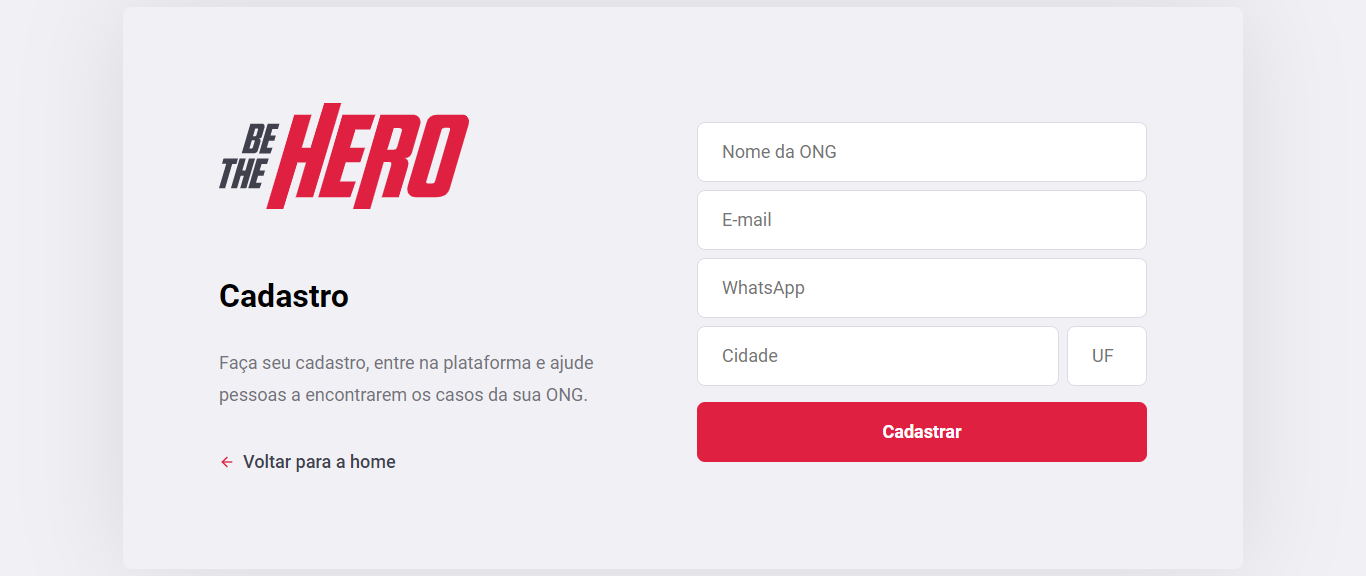 BE
THE HERO
Cadastro
Faça seu cadastro, entre na plataforma e ajude
pessoas a encontrarem os casos da sua ONG.
Voltar para a home
Nome da ONG
E-mail
WhatsApp
Cidade UF
Cadastrar